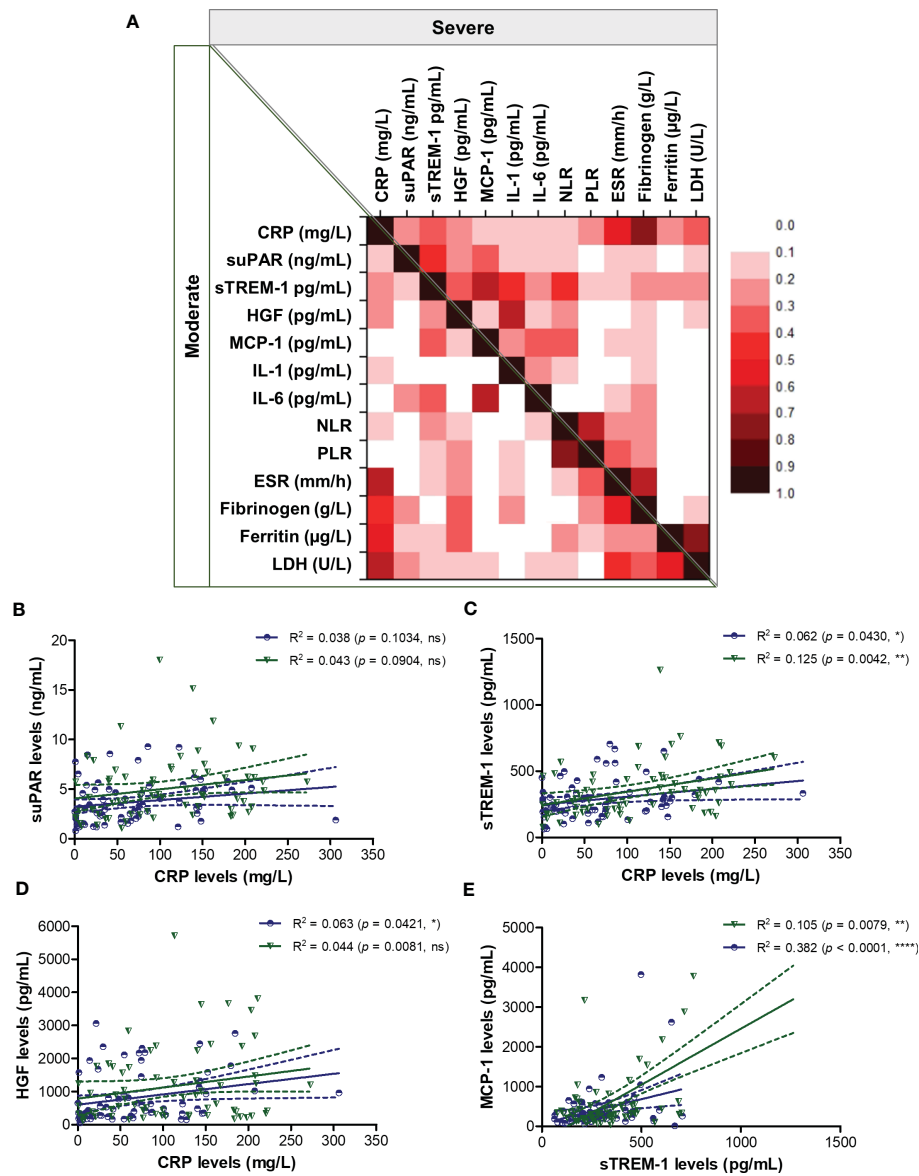 A
Severe
Moderate
CRP (mg/L)
suPAR (ng/mL)
sTREM-1 pg/mL)
HGF (pg/mL)
MCP-1 (pg/mL)
IL-1 (pg/mL)
IL-6 (pg/mL)
NLR
PLR
ESR (mm/h)
Fibrinogen (g/L)
Ferritin (µg/L)
LDH (U/L)
CRP (mg/L)
suPAR (ng/mL)
sTREM-1 pg/mL)
HGF (pg/mL)
MCP-1 (pg/mL)
IL-1 (pg/mL)
IL-6 (pg/mL)
NLR
PLR
ESR (mm/h)
Fibrinogen (g/L)
Ferritin (µg/L)
LDH (U/L)
0.0
0.1
0.2
0.3
0.4
0.5
0.6
0.7
0.8
0.9
1.0
B
R² = 0.038 (p = 0.1034, ns)
R² = 0.043 (p = 0.0904, ns)
suPAR levels (ng/mL)
20
15
10
5
0
0 50 100 150 200 250 300 350
CRP levels (mg/L)
C
R² = 0.062 (p = 0.0430, *)
R² = 0.125 (p = 0.0042, **)
sTREM-1 levels (pg/mL)
1500
1000
500
0
0 50 100 150 200 250 300 350
CRP levels (mg/L)
D
R² = 0.063 (p = 0.0421, *)
R² = 0.044 (p = 0.0081, ns)
HGF levels (pg/mL)
6000
5000
4000
3000
2000
1000
0
0 50 100 150 200 250 300 350
CRP levels (mg/L)
E
R² = 0.105 (p = 0.0079, **)
R² = 0.382 (p < 0.0001, ****)
MCP-1 levels (pg/mL)
5000
4000
3000
2000
1000
0
0 500 1000 1500
sTREM-1 levels (pg/mL)